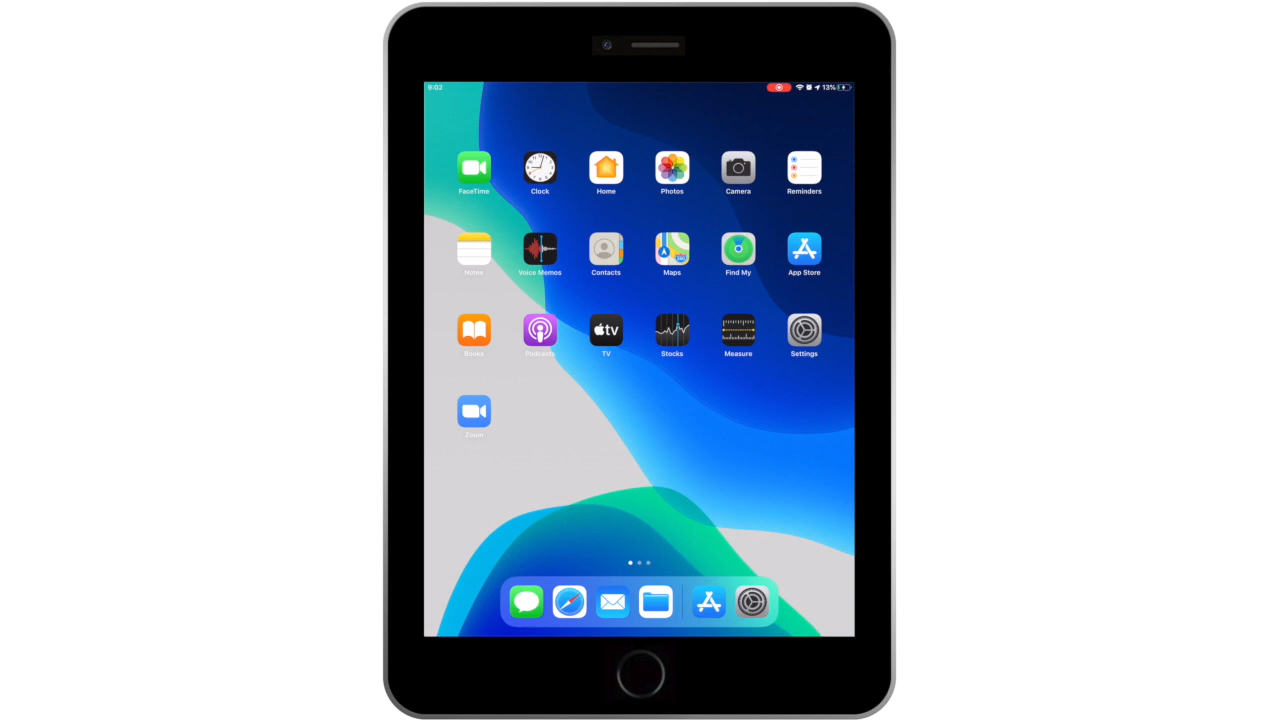 9:02 13%
FaceTime Clock Home Photos Camera Reminders
Notes Voice Memos Contacts Maps Find My App Store
360
tv
Books Podcasts TV Stocks Measure Settings
Zoom